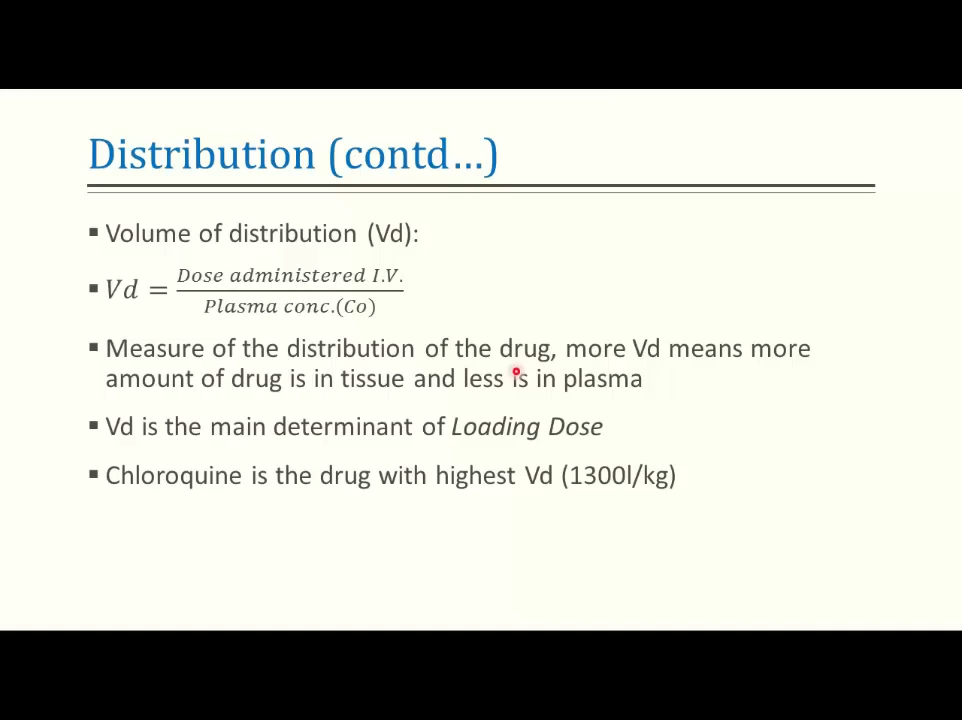 Distribution (contd...)
▪ Volume of distribution (Vd):
▪ Vd = Dose administered I.V. / Plasma conc.(Co)
▪ Measure of the distribution of the drug, more Vd means more
amount of drug is in tissue and less is in plasma
▪ Vd is the main determinant of Loading Dose
▪ Chloroquine is the drug with highest Vd (1300l/kg)